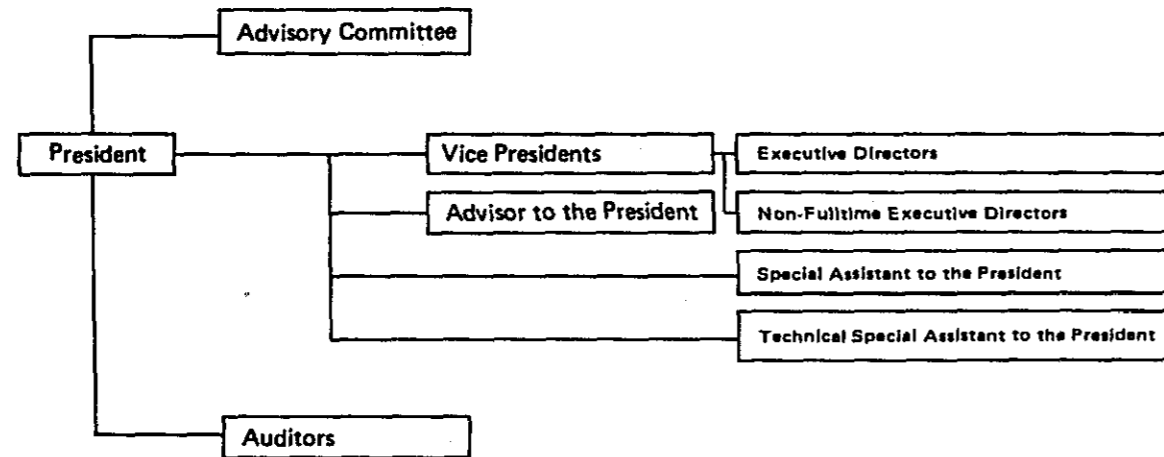 Advisory Committee
President
Vice Presidents
Executive Directors
Advisor to the President
Non-Fulltime Executive Directors
Special Assistant to the President
Technical Special Assistant to the President
Auditors